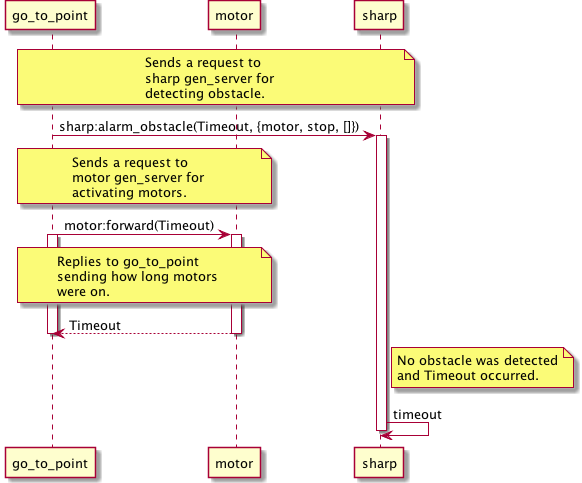 go_to_point
motor
sharp
Sends a request to
sharp gen_server for
detecting obstacle.
sharp:alarm_obstacle(Timeout, {motor, stop, []})
Sends a request to
motor gen_server for
activating motors.
motor:forward(Timeout)
Replies to go_to_point
sending how long motors
were on.
Timeout
No obstacle was detected
and Timeout occurred.
timeout
go_to_point
motor
sharp